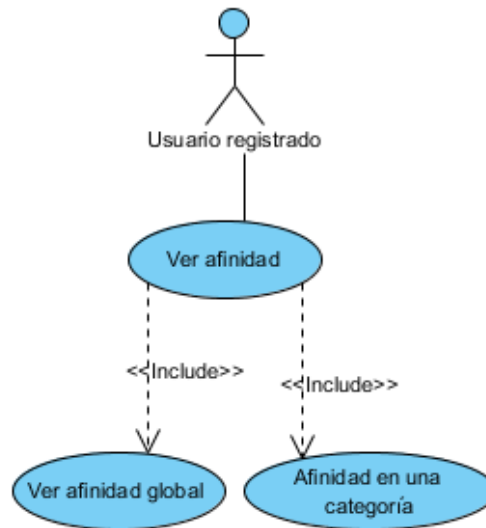 Usuario registrado
Ver afinidad
<<Include>>
<<Include>>
Ver afinidad global
Afinidad en una
categoría